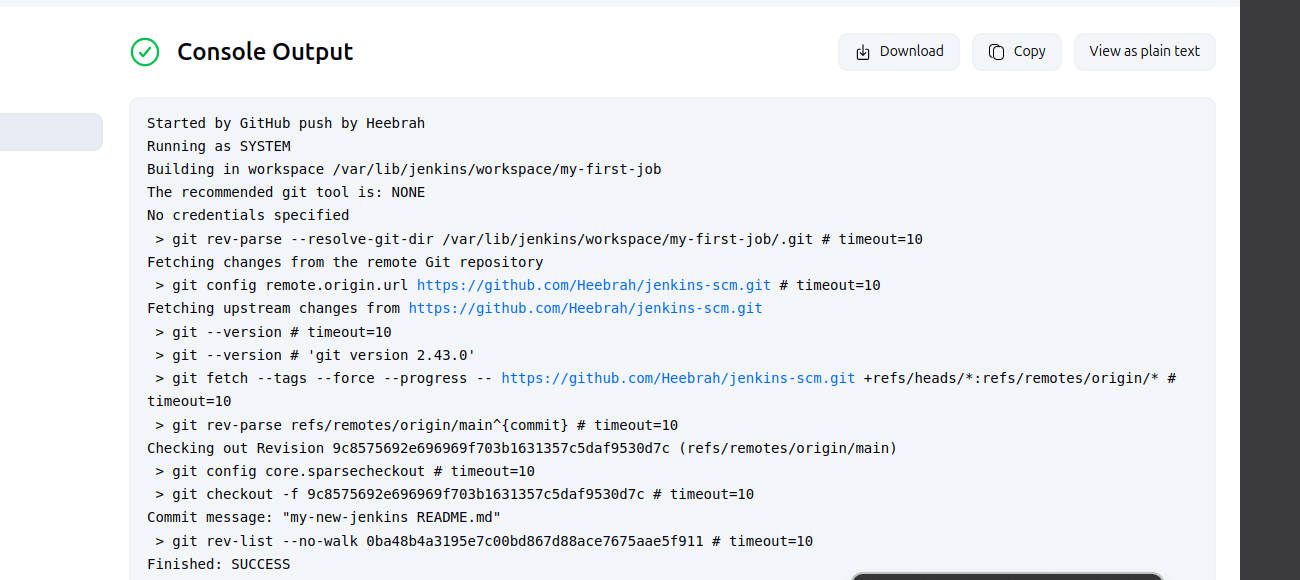 Console Output
Download
Copy
View as plain text
Started by GitHub push by Heebrah
Running as SYSTEM
Building in workspace /var/lib/jenkins/workspace/my-first-job
The recommended git tool is: NONE
No credentials specified
 > git rev-parse --resolve-git-dir /var/lib/jenkins/workspace/my-first-job/.git # timeout=10
Fetching changes from the remote Git repository
 > git config remote.origin.url https://github.com/Heebrah/jenkins-scm.git # timeout=10
Fetching upstream changes from https://github.com/Heebrah/jenkins-scm.git
 > git --version # timeout=10
 > git --version # 'git version 2.43.0'
 > git fetch --tags --force --progress -- https://github.com/Heebrah/jenkins-scm.git +refs/heads/*:refs/remotes/origin/* #
timeout=10
 > git rev-parse refs/remotes/origin/main^{commit} # timeout=10
Checking out Revision 9c8575692e696969f703b1631357c5daf9530d7c (refs/remotes/origin/main)
 > git config core.sparsecheckout # timeout=10
 > git checkout -f 9c8575692e696969f703b1631357c5daf9530d7c # timeout=10
Commit message: "my-new-jenkins README.md"
 > git rev-list --no-walk 0ba48b4a3195e7c00bd867d88ace7675aae5f911 # timeout=10
Finished: SUCCESS